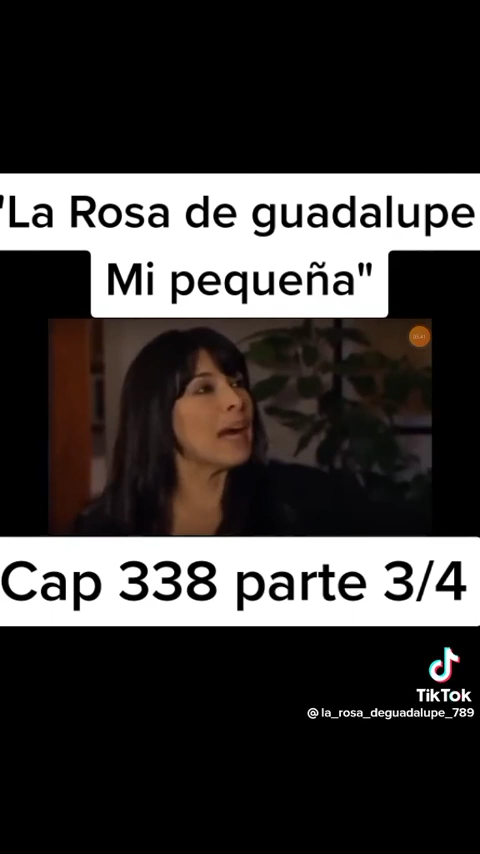 "La Rosa de guadalupe
Mi pequeña"
Cap 338 parte 3/4
TikTok
@la_rosa_deguadalupe_789